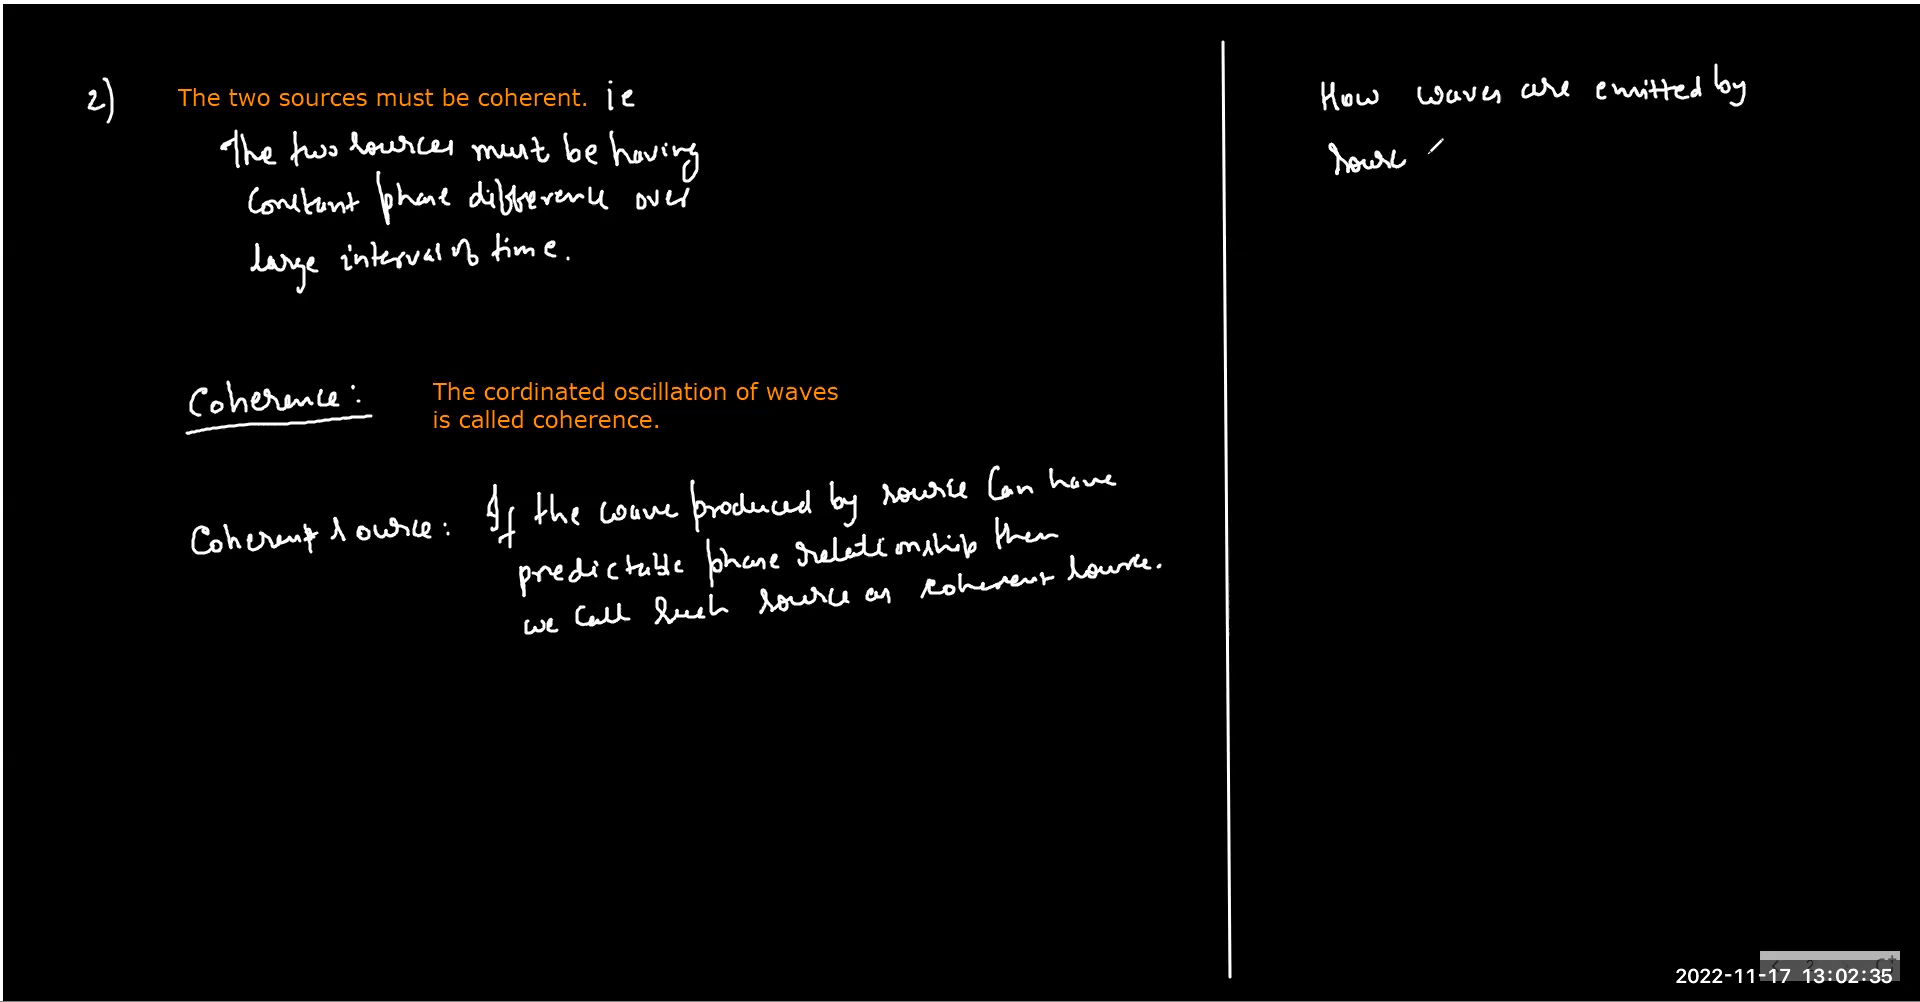 2) The two sources must be coherent. ie
The two sources must be having
constant phase difference over
large interval of time.
Coherence: The cordinated oscillation of waves
is called coherence.
Coherent source: If the wave produced by source can have
predictable phase relationship then
we call such source as coherent source.
How waves are emitted by
sourc
2022-11-17 13:02:35